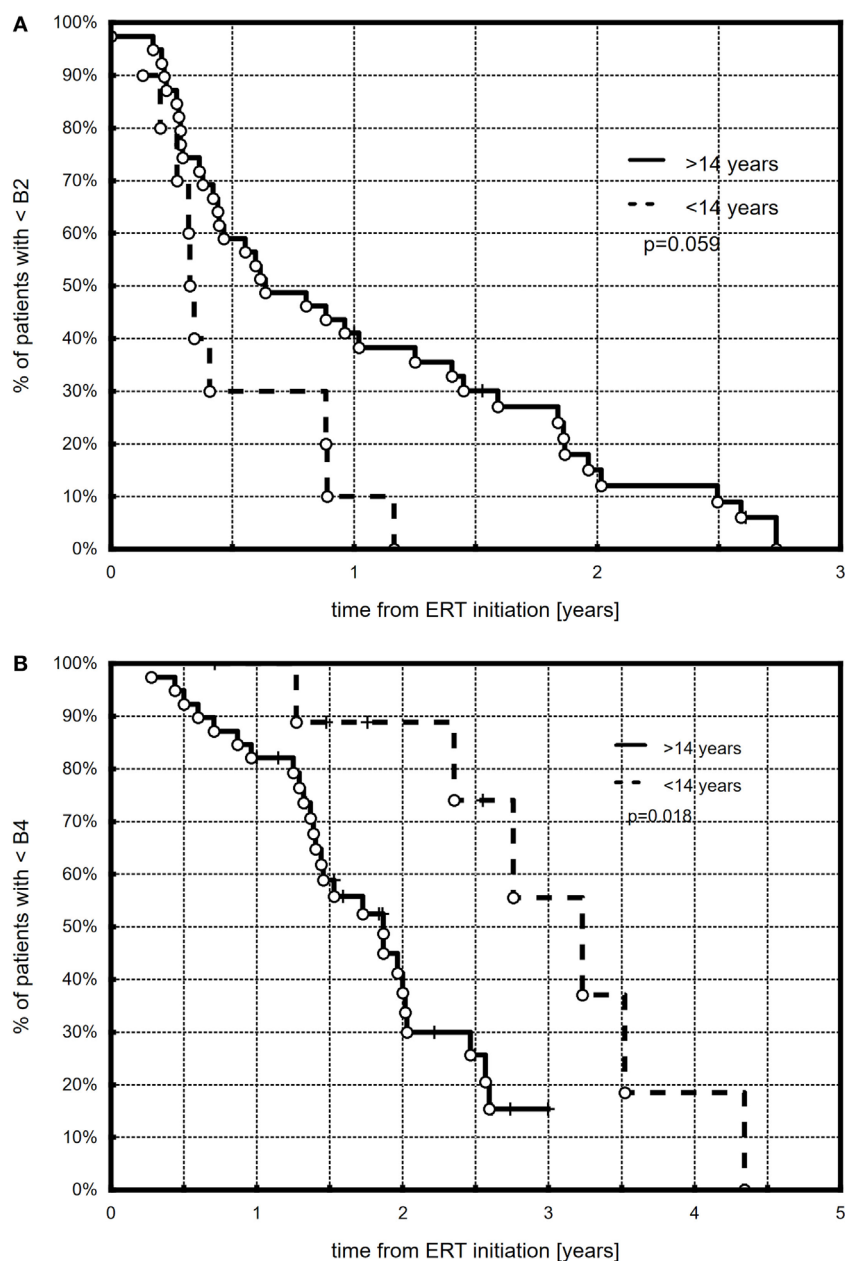 A
100%
90%
80%
70%
60%
50%
40%
30%
20%
10%
0%
% of patients with < B2
>14 years
<14 years
p=0.059
0 1 2 3
time from ERT initiation [years]
B
100%
90%
80%
70%
60%
50%
40%
30%
20%
10%
0%
% of patients with < B4
>14 years
<14 years
p=0.018
0 1 2 3 4 5
time from ERT initiation [years]